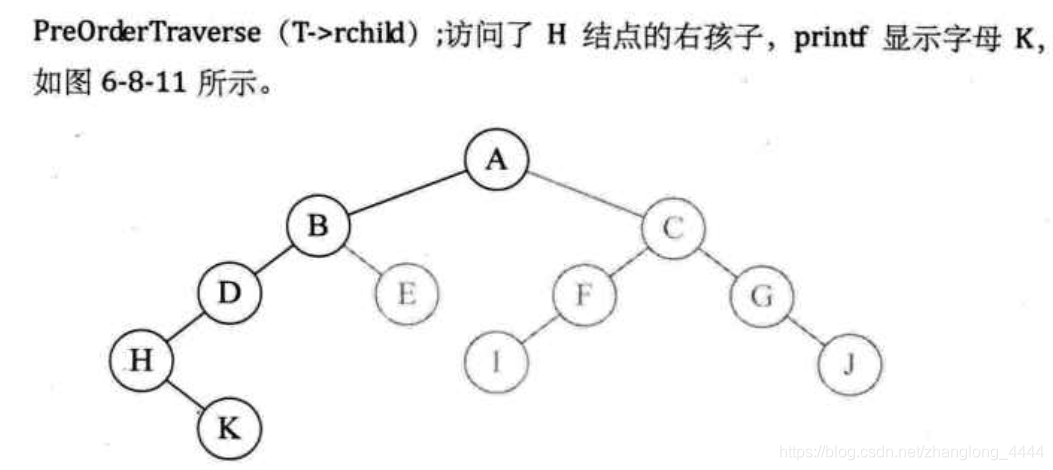 PreOrderTraverse（T->rchild）;访问了 H 结点的右孩子，printf 显示字母 K，
如图 6-8-11 所示。
A
B
C
D
E
F
G
H
I
J
K
https://blog.csdn.net/zhanglong_4444